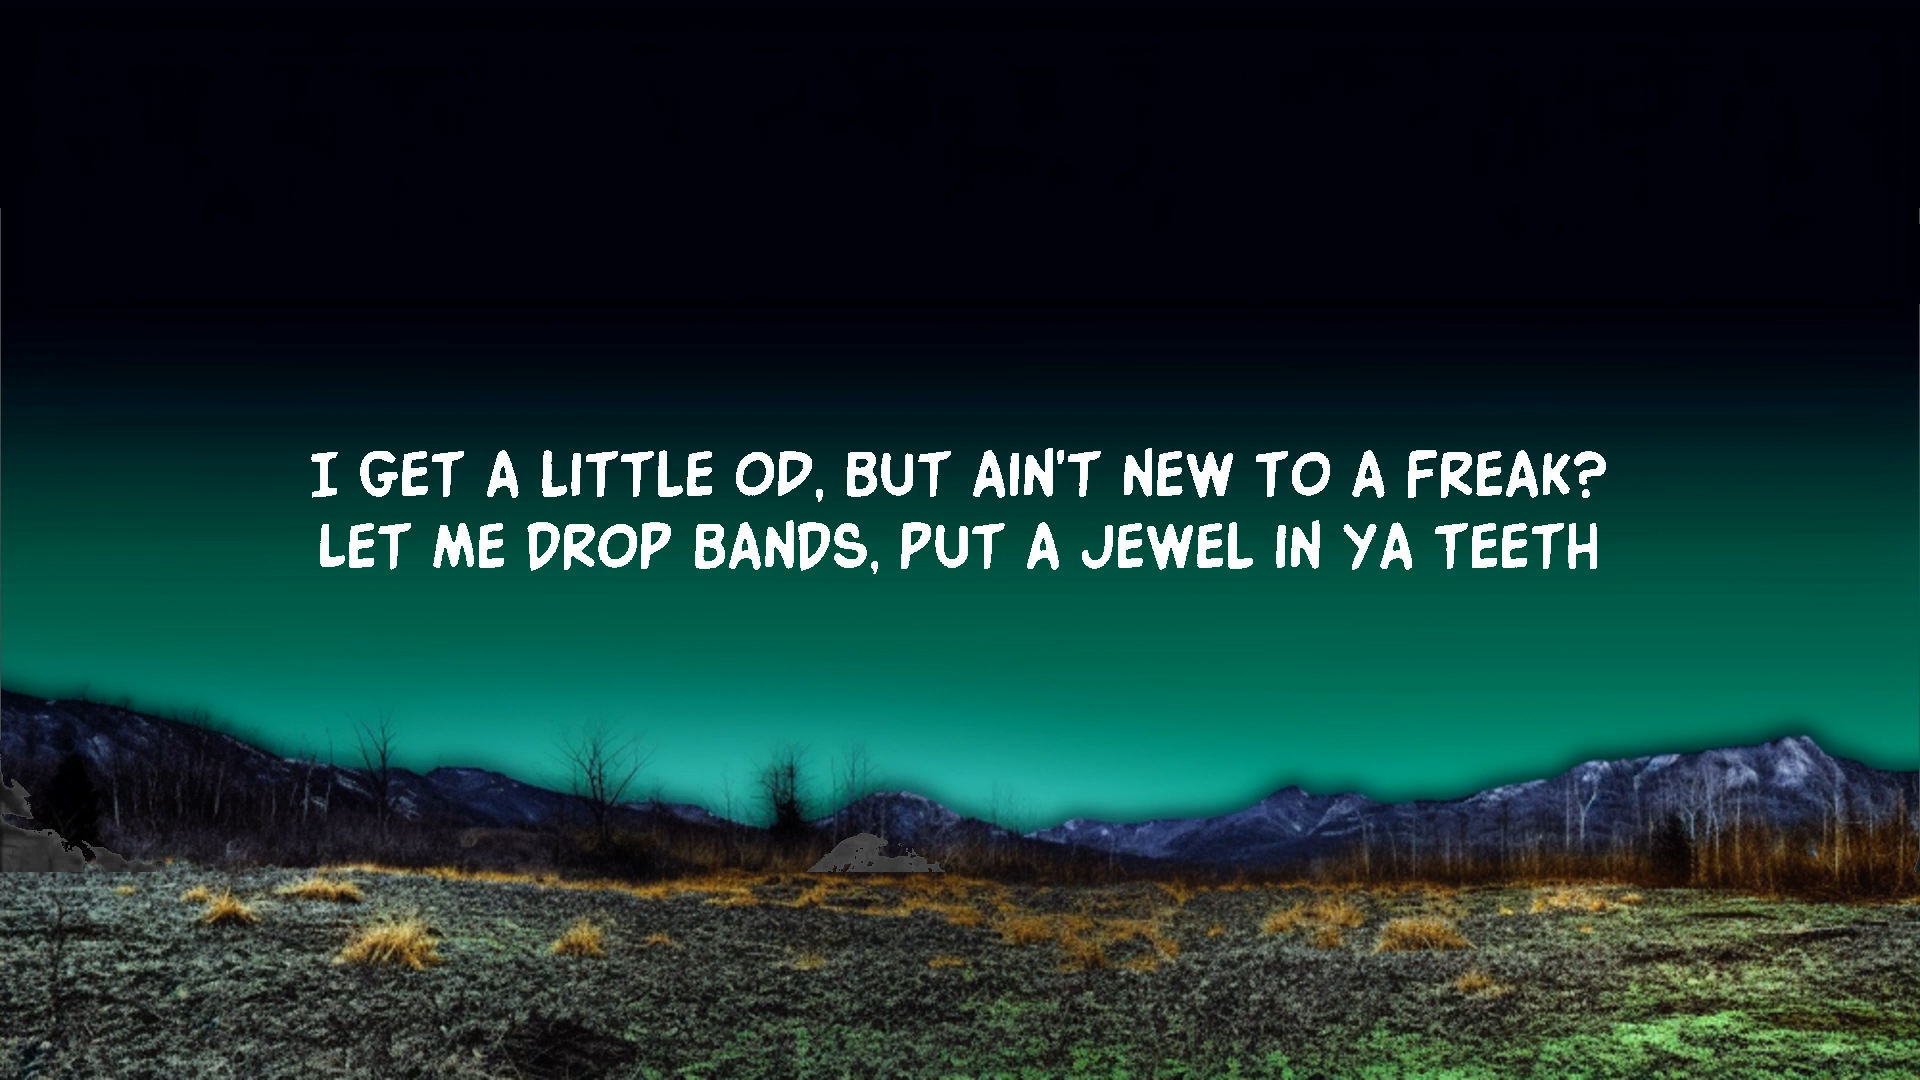 I GET A LITTLE OD, BUT AIN'T NEW TO A FREAK?
LET ME DROP BANDS, PUT A JEWEL IN YA TEETH